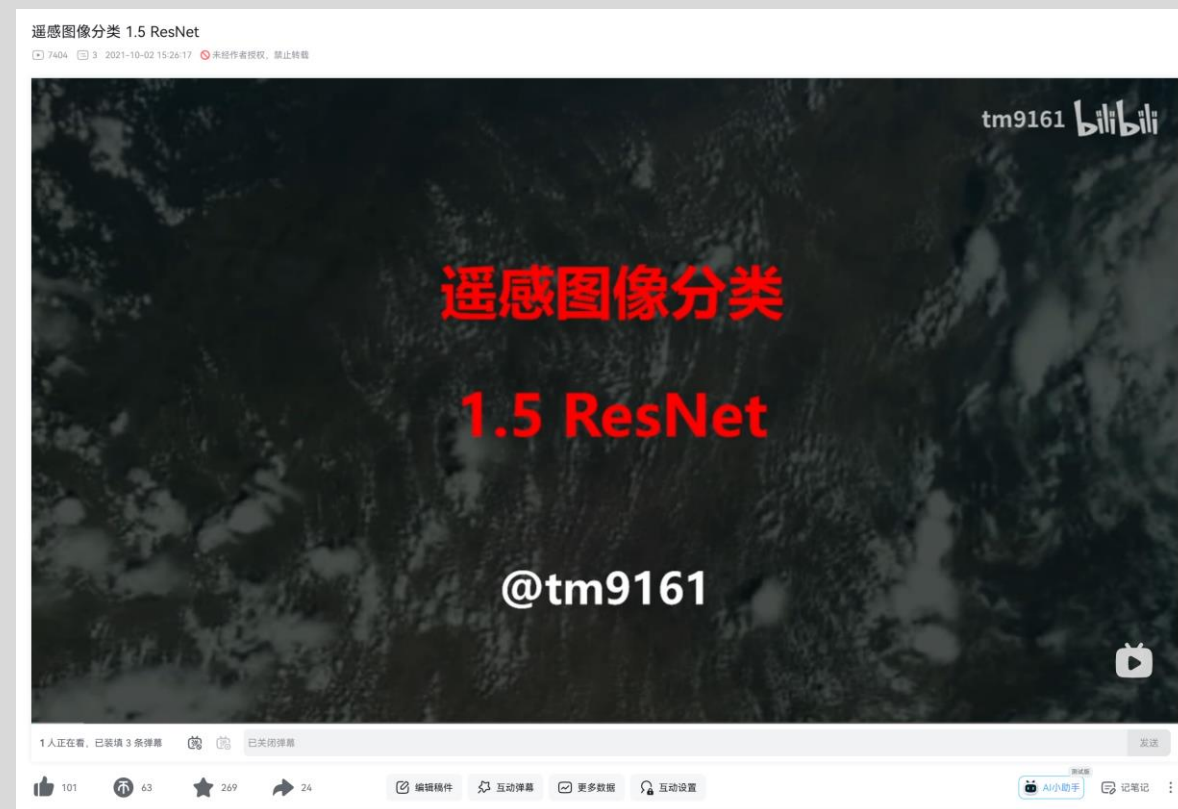 遥感图像分类 1.5 ResNet
7404 3 2021-10-02 15:26:17 未经作者授权，禁止转载
tm9161 bilibili
遥感图像分类
1.5 ResNet
@tm9161
1人正在看，已装填 3 条弹幕 已关闭弹幕 发送
101 63 269 24 编辑稿件 互动弹幕 更多数据 互动设置 测试版 AI小助手 记笔记